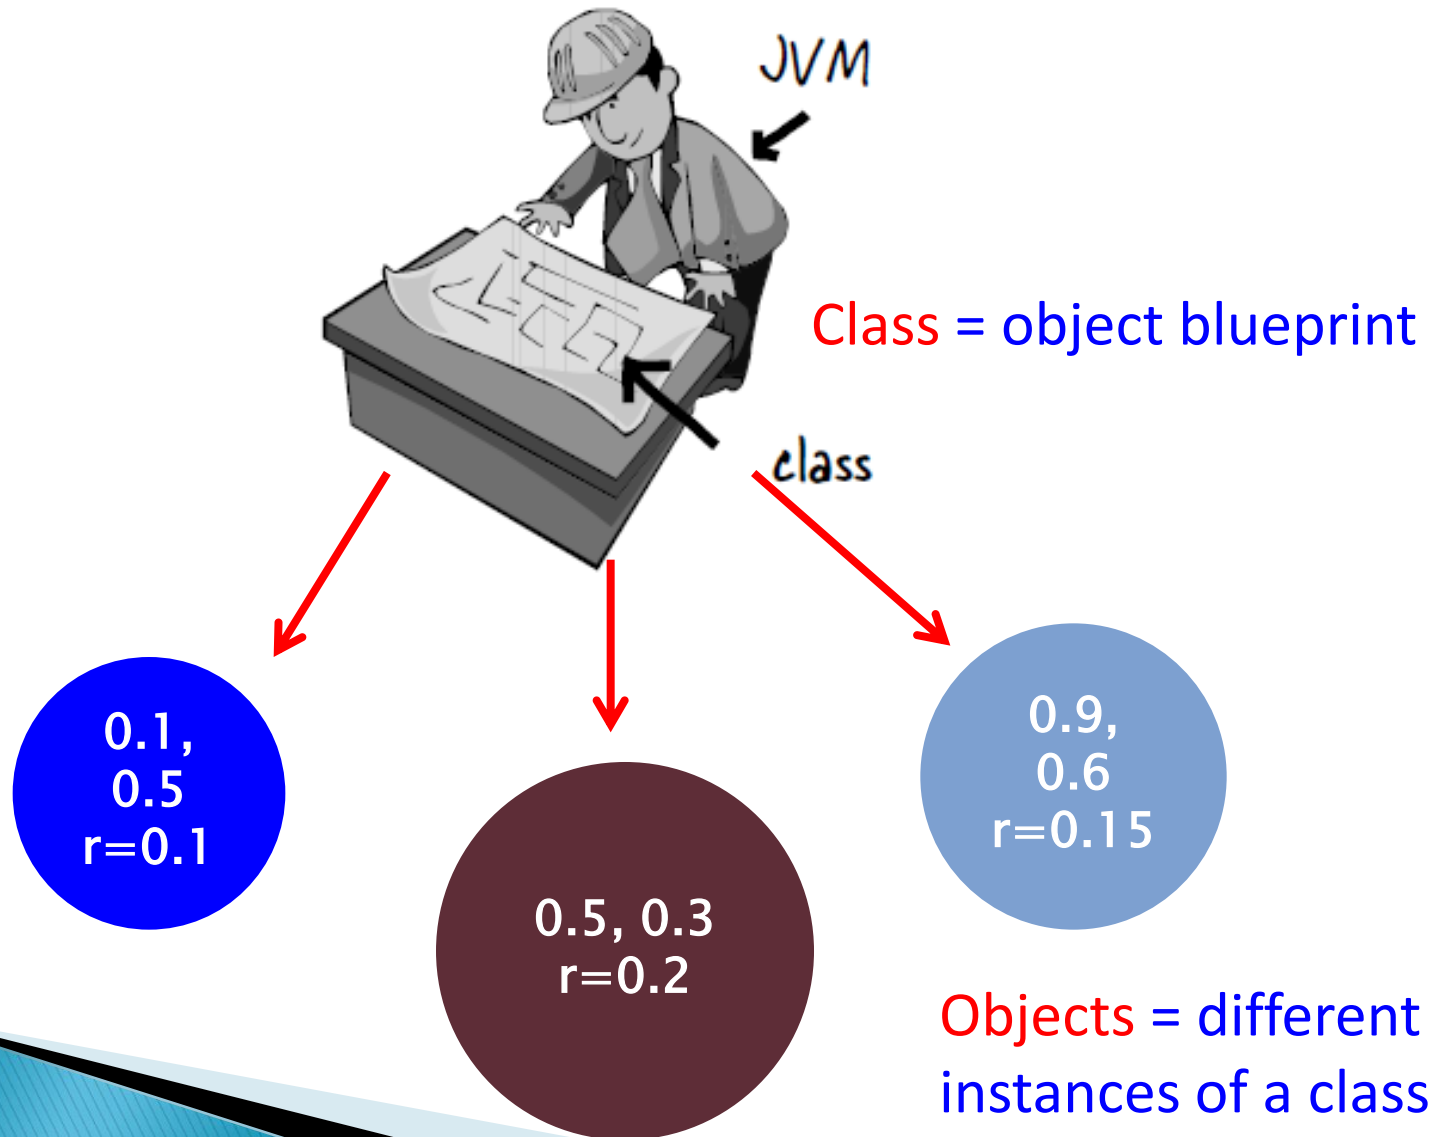 JVM
Class = object blueprint
class
0.1,
0.5
r=0.1
0.5, 0.3
r=0.2
0.9,
0.6
r=0.15
Objects = different
instances of a class